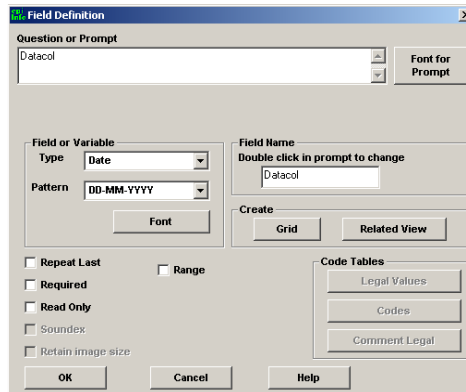 Epi Info Field Definition
Question or Prompt
Datacol
Font for
Prompt
Field or Variable
Type Date
Pattern DD-MM-YYYY
Font
Field Name
Double click in prompt to change
Datacol
Create
Grid Related View
Repeat Last
Range
Required
Read Only
Soundex
Retain image size
Code Tables
Legal Values
Codes
Comment Legal
OK Cancel Help